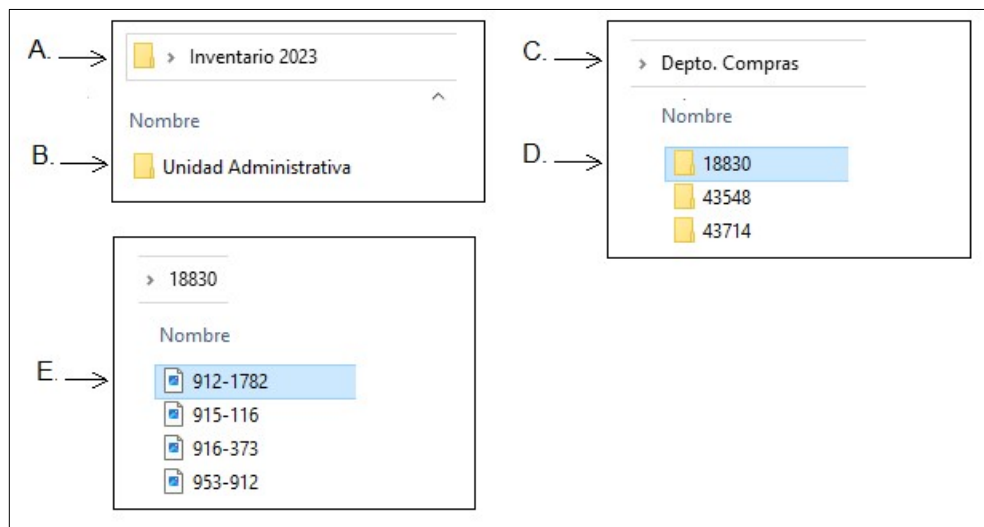 A.
Inventario 2023
Nombre
B.
Unidad Administrativa
C.
Depto. Compras
Nombre
D.
18830
43548
43714
18830
Nombre
E.
912-1782
915-116
916-373
953-912